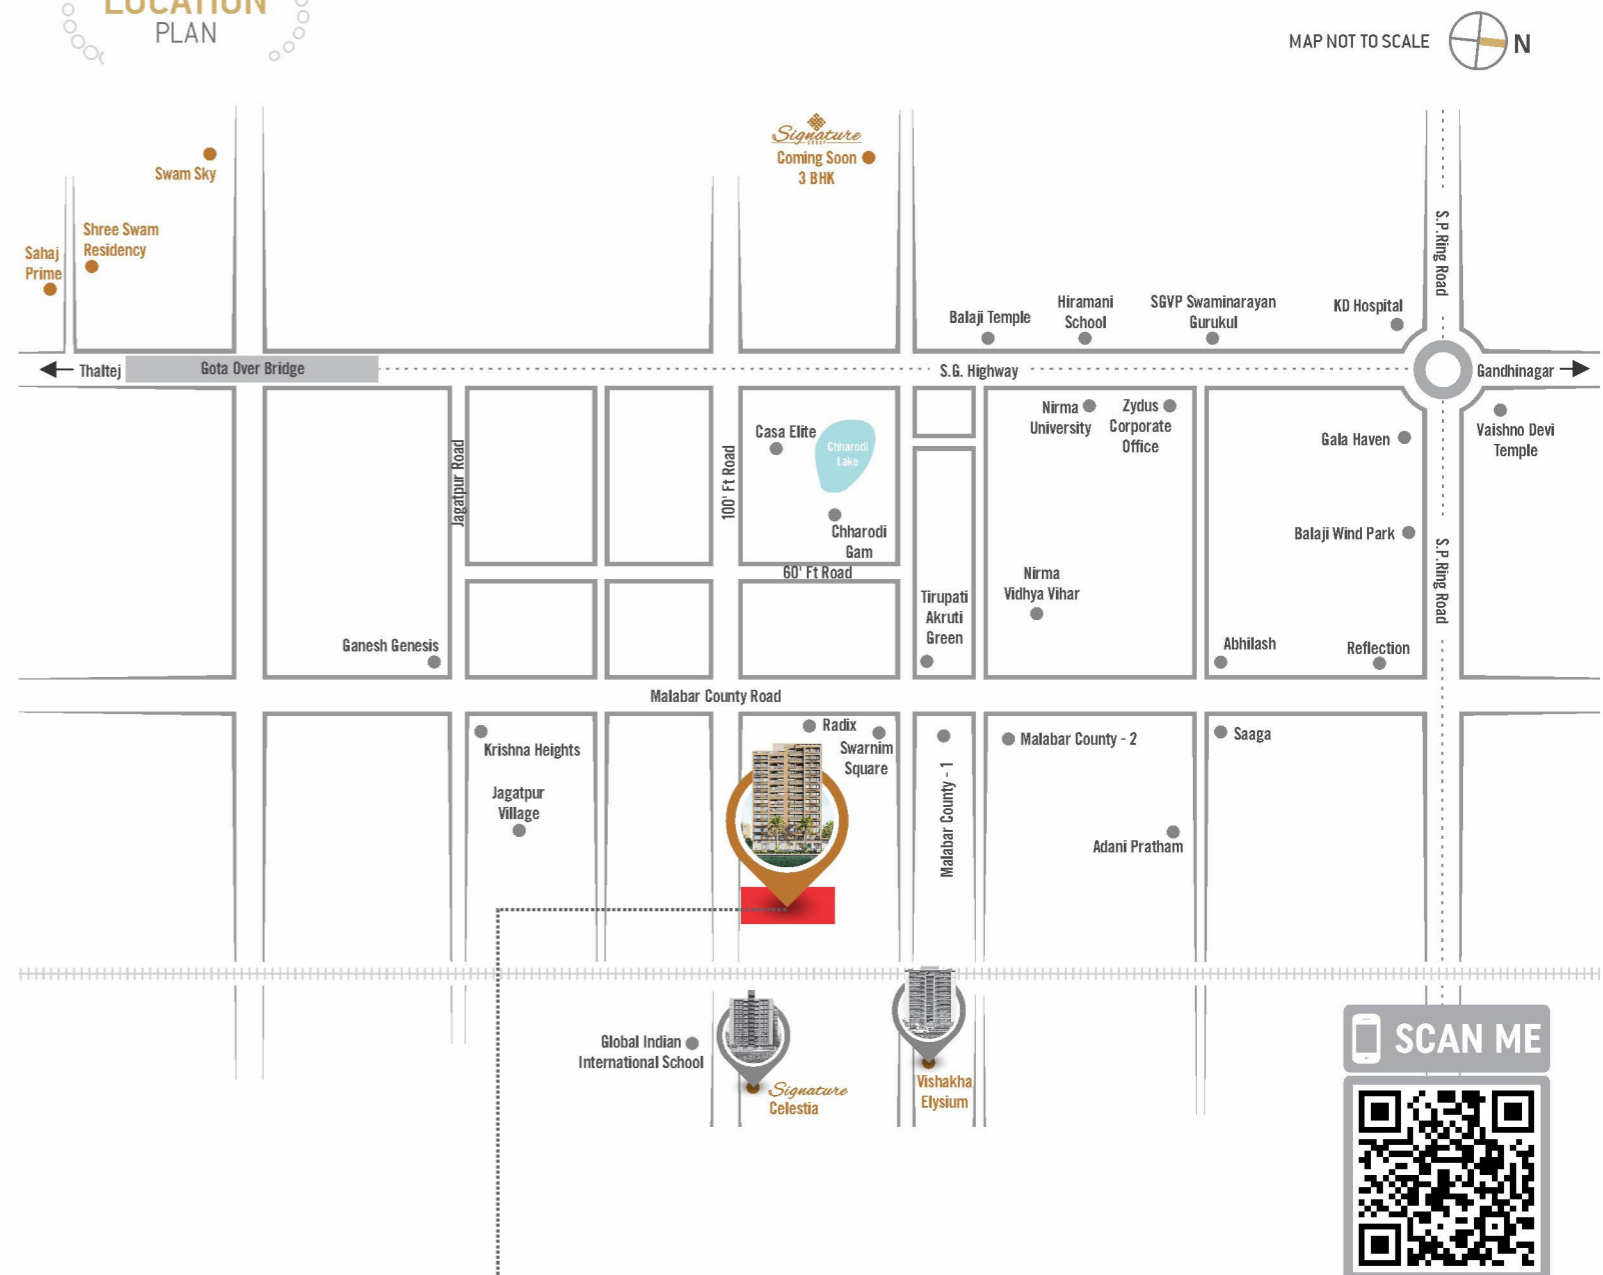 LOCATION
PLAN
MAP NOT TO SCALE
N
Signature
GROUP
Coming Soon
3 BHK
Swam Sky
Shree Swam
Residency
Sahaj
Prime
S.P.Ring Road
Balaji Temple
Hiramani
School
SGVP Swaminarayan
Gurukul
KD Hospital
Thaltej
Gota Over Bridge
S.G. Highway
Gandhinagar
Jagatpur Road
100' Ft Road
Casa Elite
Chharodi
Lake
Chharodi
Gam
60' Ft Road
Nirma
University
Zydus
Corporate
Office
Gala Haven
Vaishno Devi
Temple
Balaji Wind Park
S.P.Ring Road
Nirma
Vidhya Vihar
Tirupati
Akruti
Green
Ganesh Genesis
Abhilash
Reflection
Malabar County Road
Krishna Heights
Radix
Swarnim
Square
Malabar County - 1
Malabar County - 2
Saaga
Jagatpur
Village
Adani Pratham
Global Indian
International School
Signature
Celestia
Vishakha
Elysium
SCAN ME